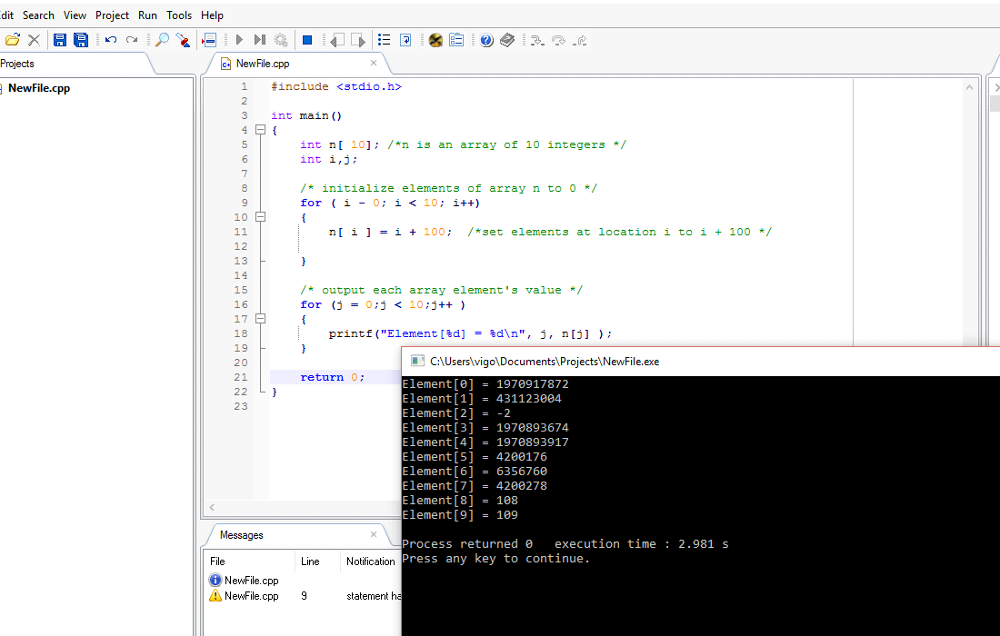 dit Search View Project Run Tools Help
Projects
NewFile.cpp
NewFile.cpp
1 #include <stdio.h>
2
3 int main()
4 {
5 int n[ 10]; /*n is an array of 10 integers */
6 int i,j;
7
8 /* initialize elements of array n to 0 */
9 for ( i - 0; i < 10; i++)
10 {
11 n[ i ] = i + 100; /*set elements at location i to i + 100 */
12
13 }
14
15 /* output each array element's value */
16 for (j = 0;j < 10;j++ )
17 {
18 printf("Element[%d] = %d\n", j, n[j] );
19 }
20
21 return 0;
22 }
23
C:\Users\vigo\Documents\Projects\NewFile.exe
Element[0] = 1970917872
Element[1] = 431123004
Element[2] = -2
Element[3] = 1970893674
Element[4] = 1970893917
Element[5] = 4200176
Element[6] = 6356760
Element[7] = 4200278
Element[8] = 108
Element[9] = 109
Process returned 0 execution time : 2.981 s
Press any key to continue.
Messages
File Line Notification
NewFile.cpp
NewFile.cpp 9 statement ha